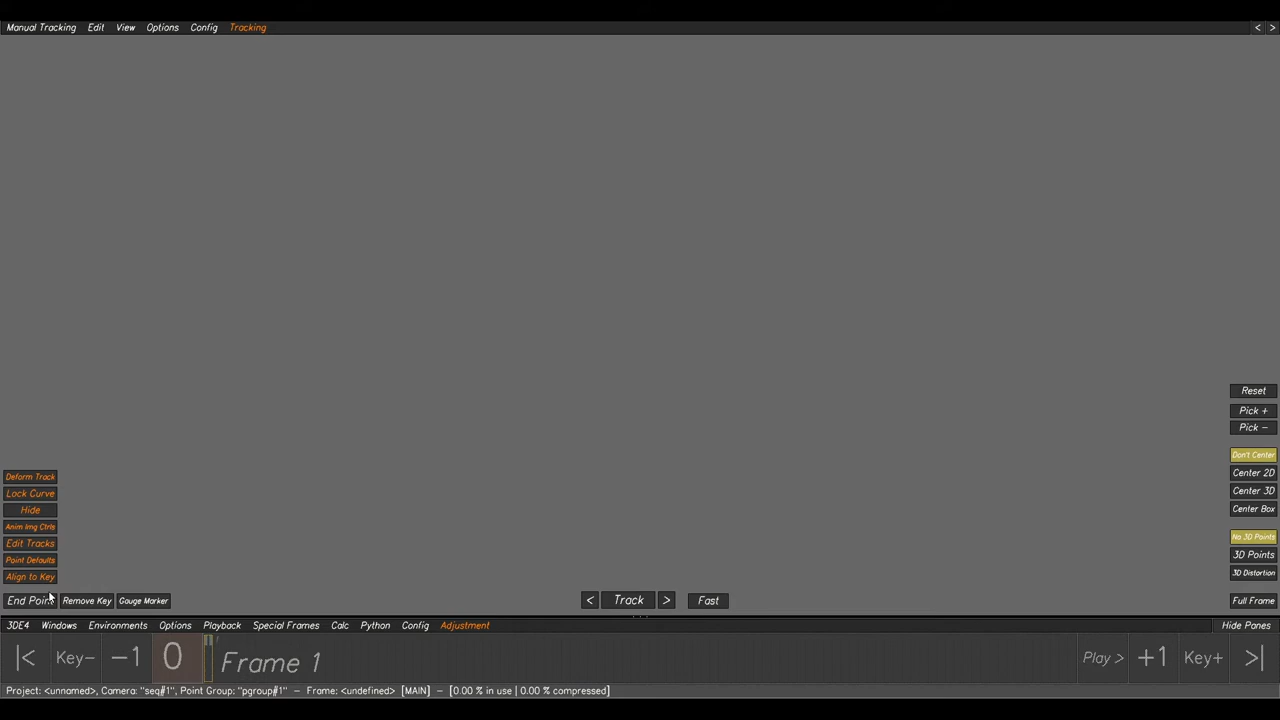 Manual Tracking Edit View Options Config Tracking < >
Reset
Pick +
Pick -
Don't Center
Deform Track Center 2D
Lock Curve Center 3D
Hide Center Box
Anim Img Ctrls
Edit Tracks No 3D Points
Point Defaults 3D Points
Align to Key 3D Distortion
End Point Remove Key Gauge Marker < Track > Fast Full Frame
3DE4 Windows Environments Options Playback Special Frames Calc Python Config Adjustment Hide Panes
|< Key- -1 0 Frame 1 Play > +1 Key+ >|
Project: <unnamed>, Camera: "seq#1", Point Group: "pgroup#1" - Frame: <undefined> [MAIN] - [0.00 % in use | 0.00 % compressed]